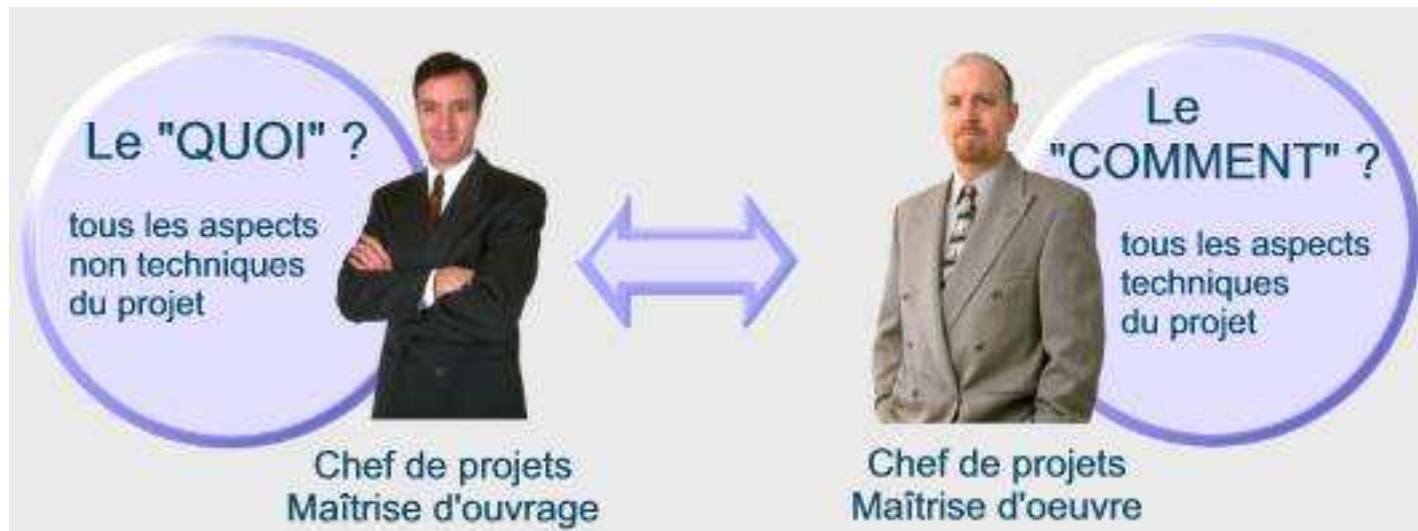 Le "QUOI" ?
tous les aspects
non techniques
du projet
Chef de projets
Maîtrise d'ouvrage
Le
"COMMENT" ?
tous les aspects
techniques
du projet
Chef de projets
Maîtrise d'oeuvre